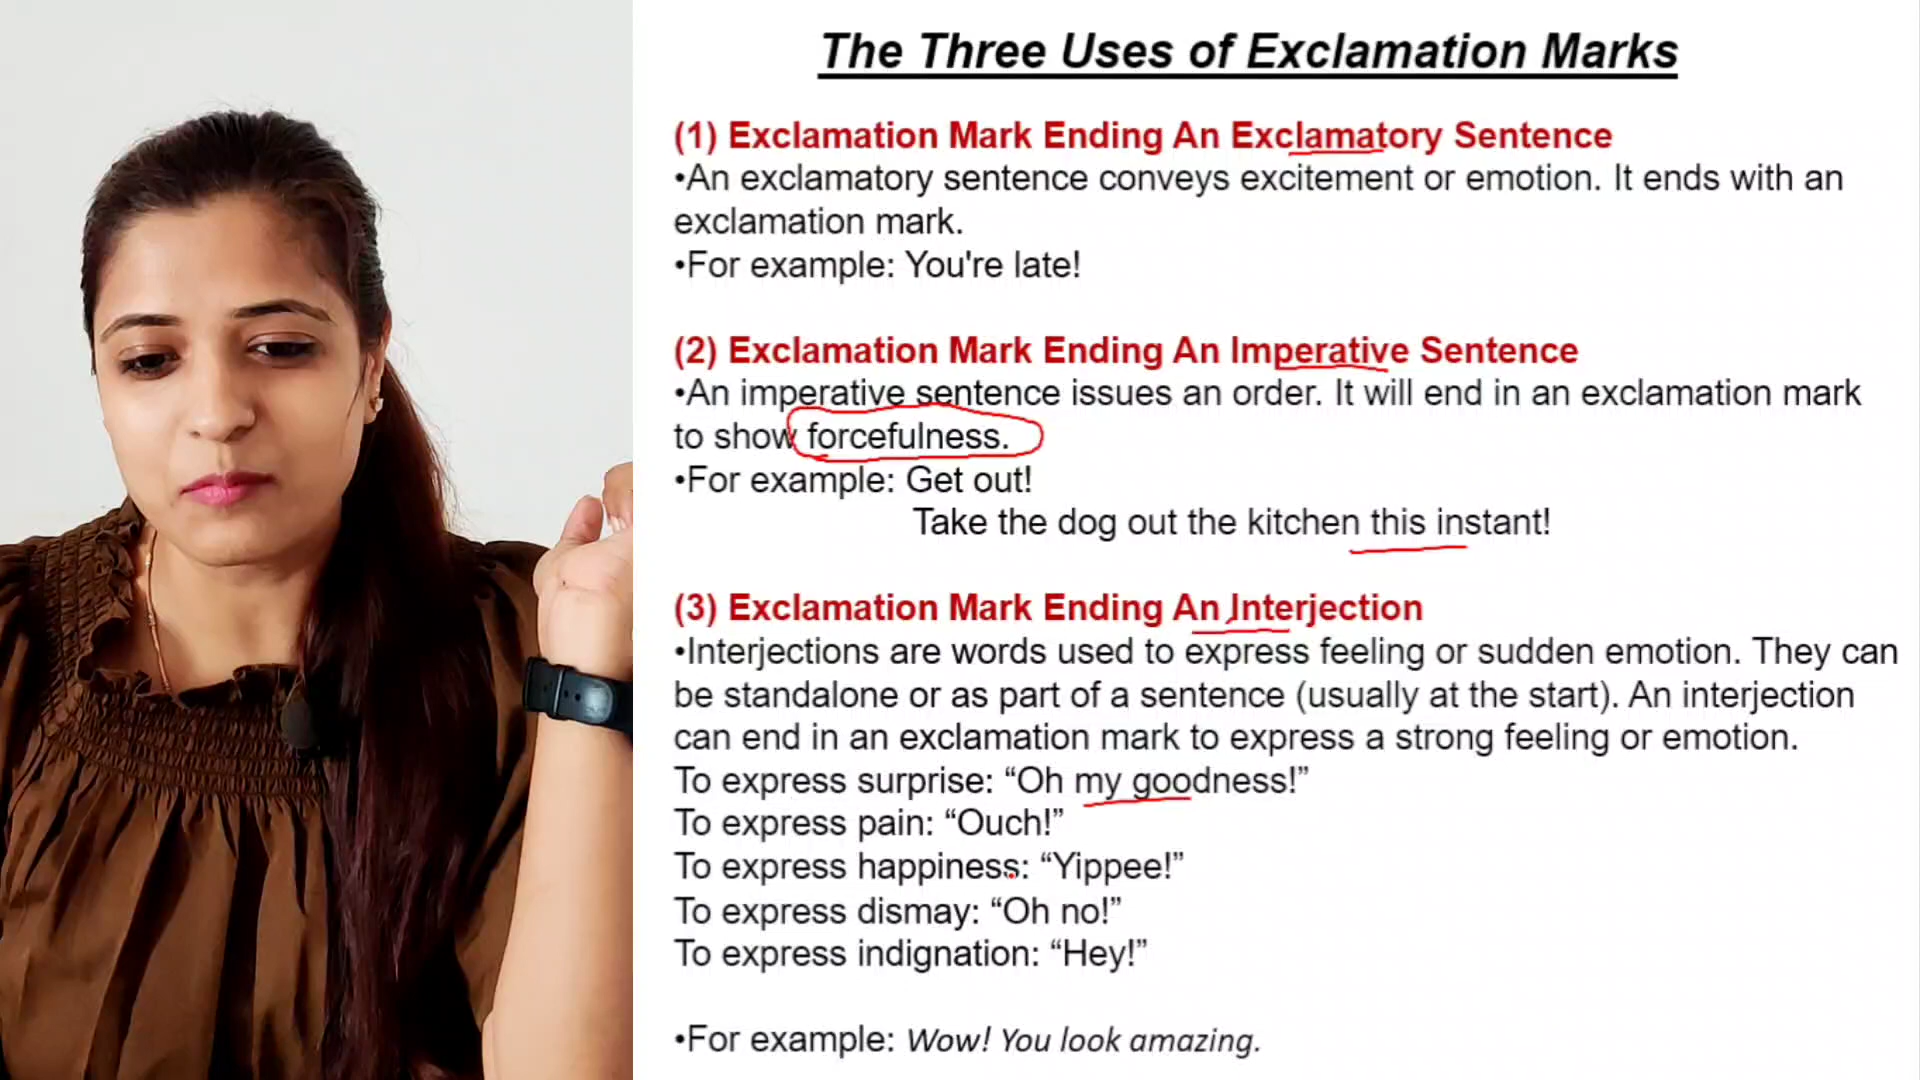 The Three Uses of Exclamation Marks
(1) Exclamation Mark Ending An Exclamatory Sentence
•An exclamatory sentence conveys excitement or emotion. It ends with an
exclamation mark.
•For example: You're late!
(2) Exclamation Mark Ending An Imperative Sentence
•An imperative sentence issues an order. It will end in an exclamation mark
to show forcefulness.
•For example: Get out!
Take the dog out the kitchen this instant!
(3) Exclamation Mark Ending An Interjection
•Interjections are words used to express feeling or sudden emotion. They can
be standalone or as part of a sentence (usually at the start). An interjection
can end in an exclamation mark to express a strong feeling or emotion.
To express surprise: “Oh my goodness!”
To express pain: “Ouch!”
To express happiness: “Yippee!”
To express dismay: “Oh no!”
To express indignation: “Hey!”
•For example: Wow! You look amazing.